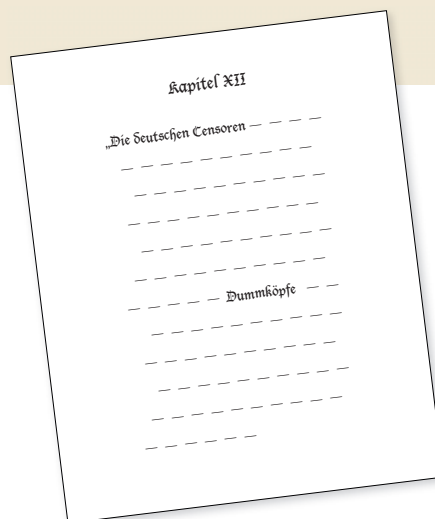 Kapitel XII
„Die deutschen Censoren — — — —
— — — — — — — — — —
— — — — — — — — — —
— — — — — — — — — —
— — — — — — — — — —
— — — — — — — — — —
— — — — — Dummköpfe — —
— — — — — — — — — —
— — — — — — — — — —
— — — — — — — — — —
— — — — — — — — — —
— — — — — —